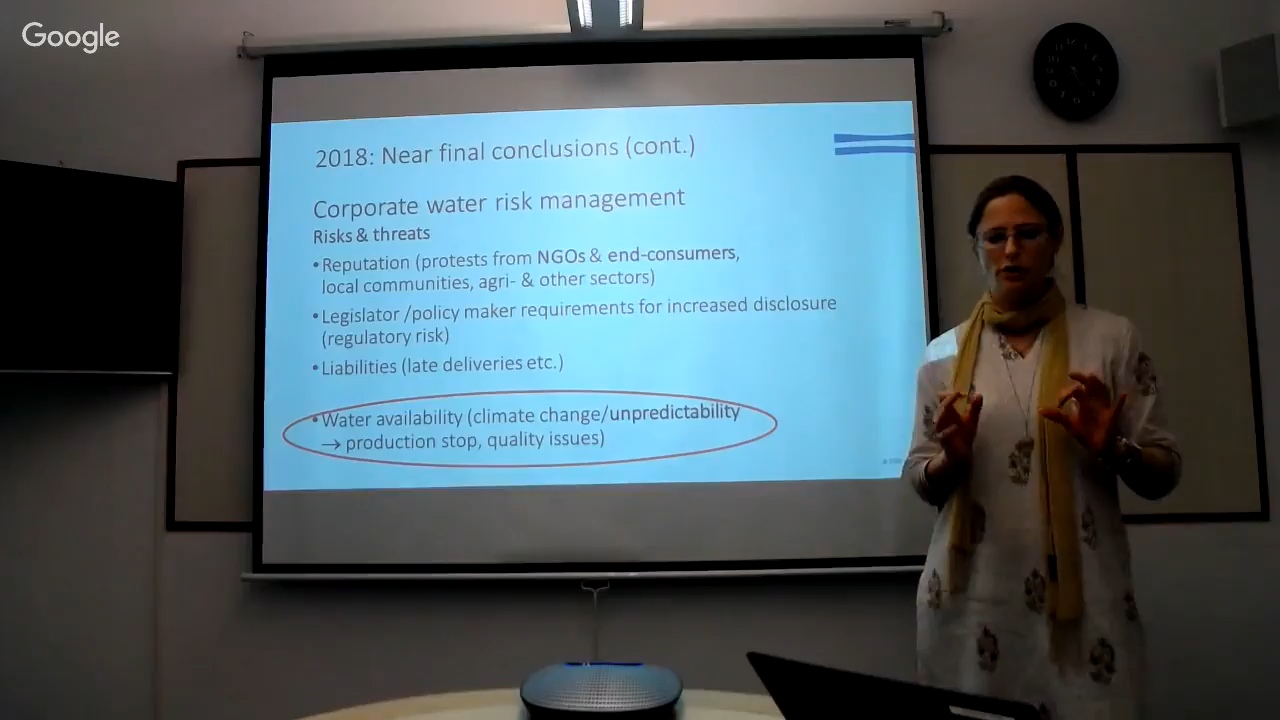 Google
2018: Near final conclusions (cont.)
Corporate water risk management
Risks & threats
• Reputation (protests from NGOs & end-consumers,
local communities, agri- & other sectors)
• Legislator /policy maker requirements for increased disclosure
(regulatory risk)
• Liabilities (late deliveries etc.)
• Water availability (climate change/unpredictability
→ production stop, quality issues)